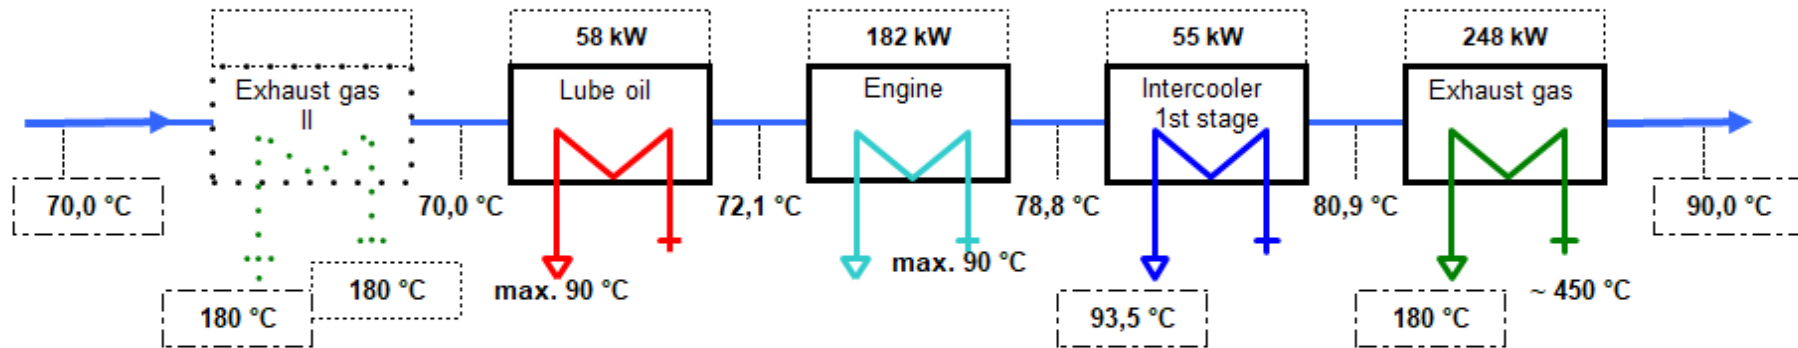 58 kW
182 kW
55 kW
248 kW
Exhaust gas
II
Lube oil
Engine
Intercooler
1st stage
Exhaust gas
70,0 °C
70,0 °C
72,1 °C
78,8 °C
80,9 °C
90,0 °C
180 °C
180 °C
max. 90 °C
max. 90 °C
93,5 °C
180 °C
~ 450 °C